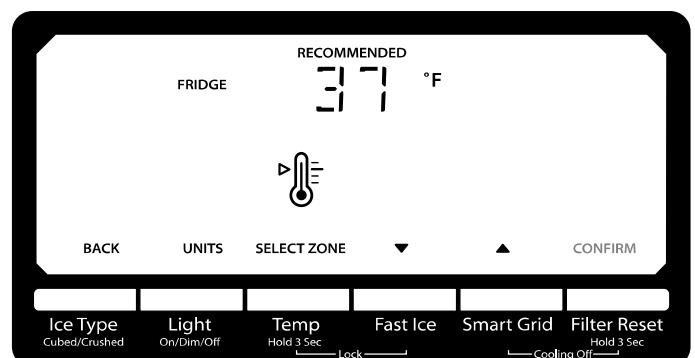 RECOMMENDED
FRIDGE 37 °F
BACK UNITS SELECT ZONE ▼ ▲ CONFIRM
Ice Type Light Temp Fast Ice Smart Grid Filter Reset
Cubed/Crushed On/Dim/Off Hold 3 Sec Hold 3 Sec
Lock Cooling Off